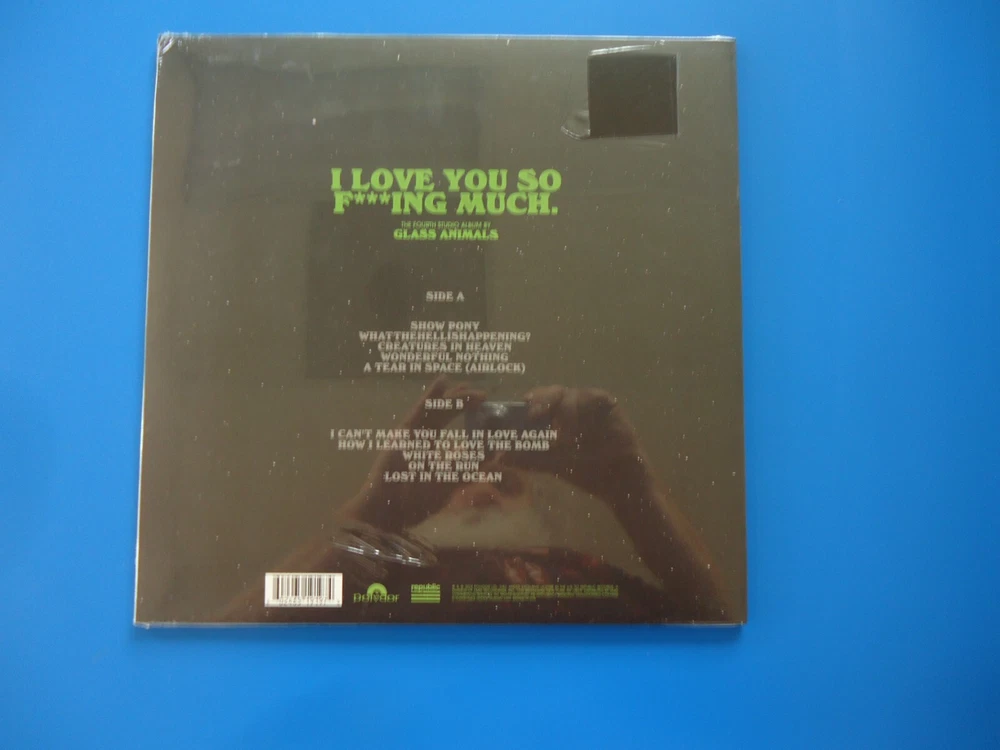 I LOVE YOU SO
F***ING MUCH.
THE FOURTH STUDIO ALBUM BY
GLASS ANIMALS
SIDE A
SHOW PONY
WHATTHEHELLISHAPPENING?
CREATURES IN HEAVEN
WONDERFUL NOTHING
A TEAR IN SPACE (AIRLOCK)
SIDE B
I CAN'T MAKE YOU FALL IN LOVE AGAIN
HOW I LEARNED TO LOVE THE BOMB
WHITE ROSES
ON THE RUN
LOST IN THE OCEAN
Polydor
republic